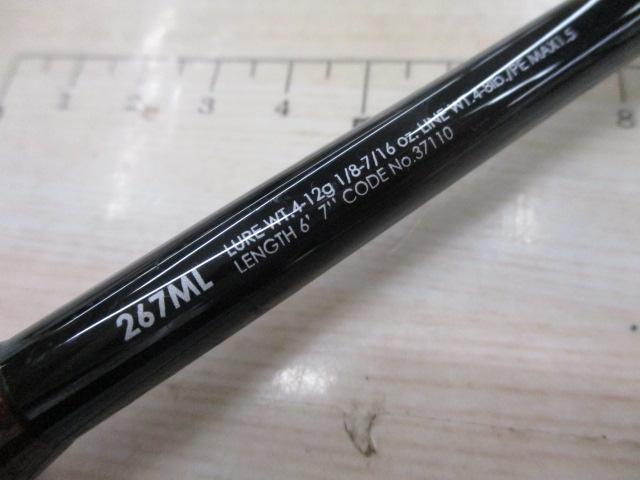 267ML
LURE WT.4-12g 1/8-7/16 oz. LINE WT.4-8lb./PE MAX1.5
LENGTH 6' 7'' CODE No.37110
1 2 3 4 5 8